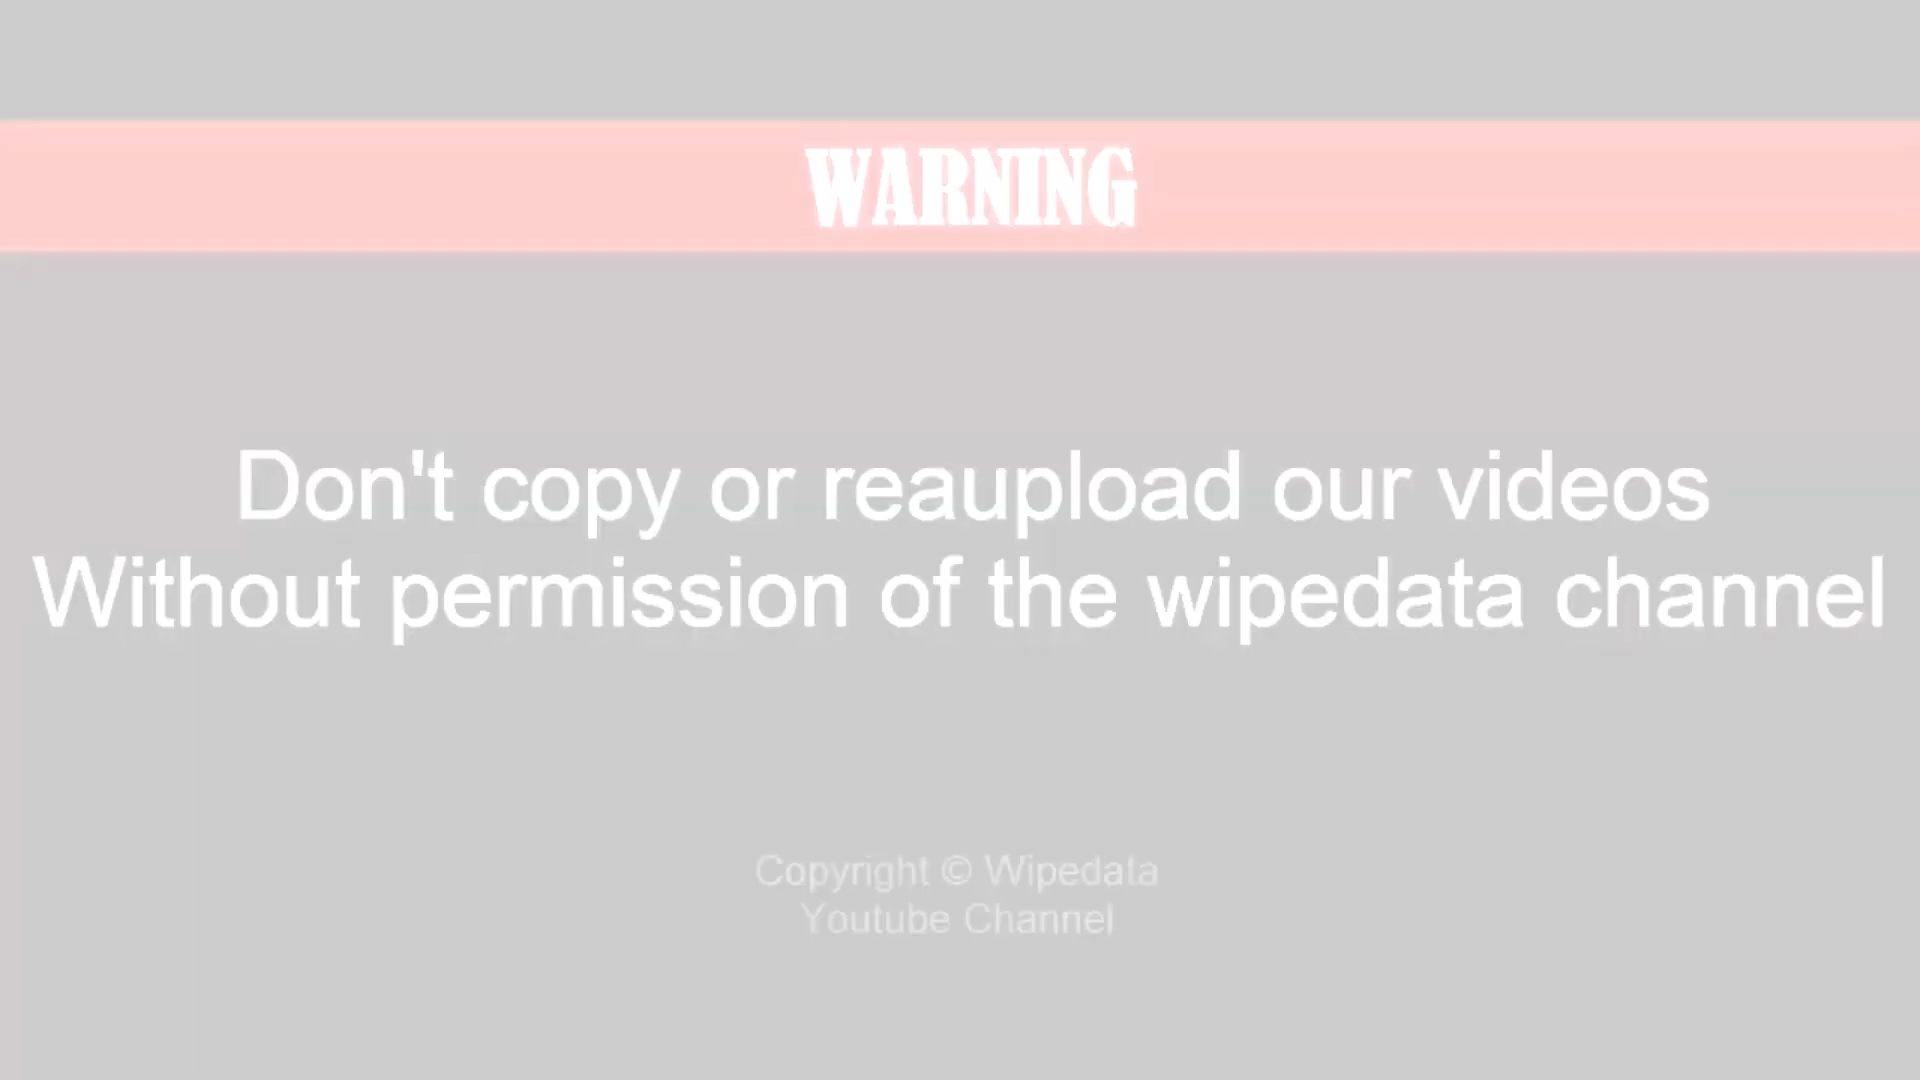 WARNING
Don't copy or reaupload our videos
Without permission of the wipedata channel
Copyright © Wipedata
Youtube Channel